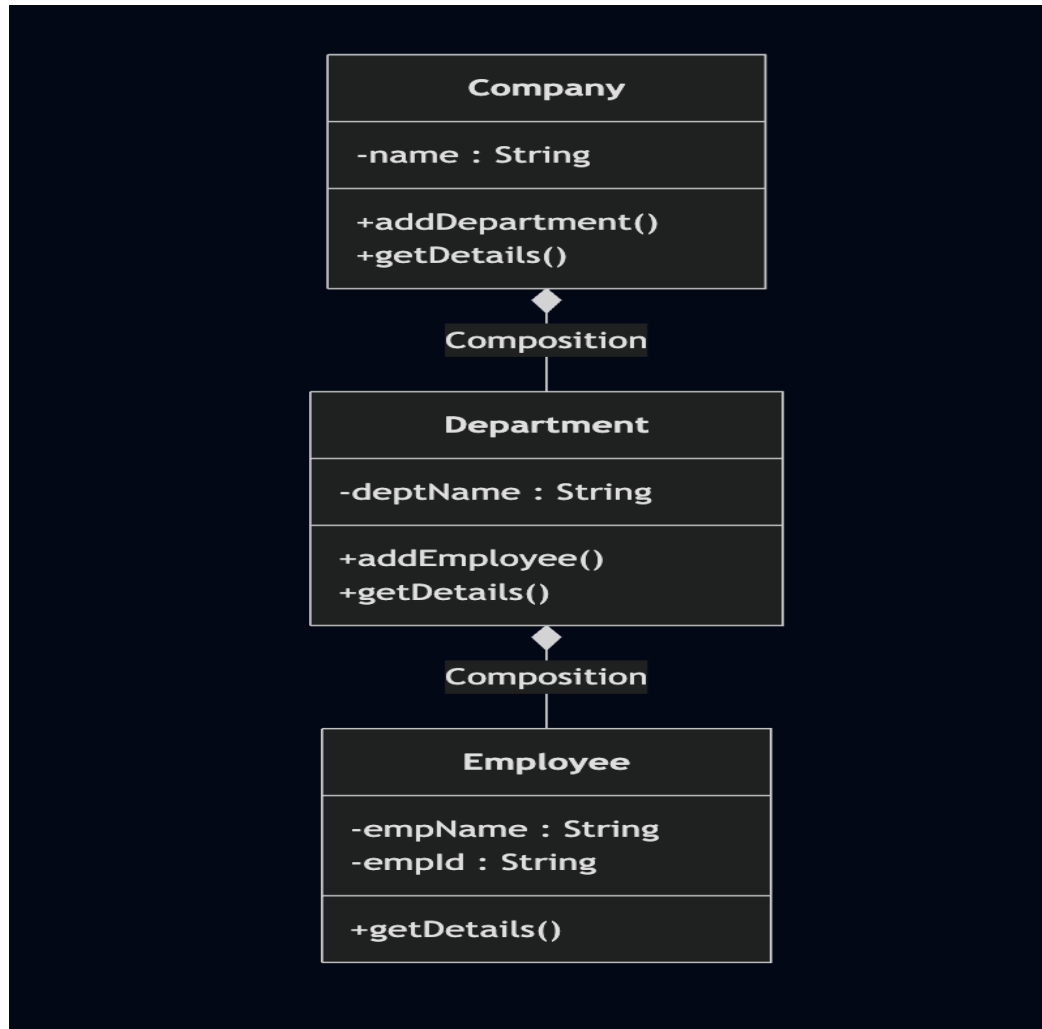 Company
-name : String
+addDepartment()
+getDetails()
Composition
Department
-deptName : String
+addEmployee()
+getDetails()
Composition
Employee
-empName : String
-empId : String
+getDetails()